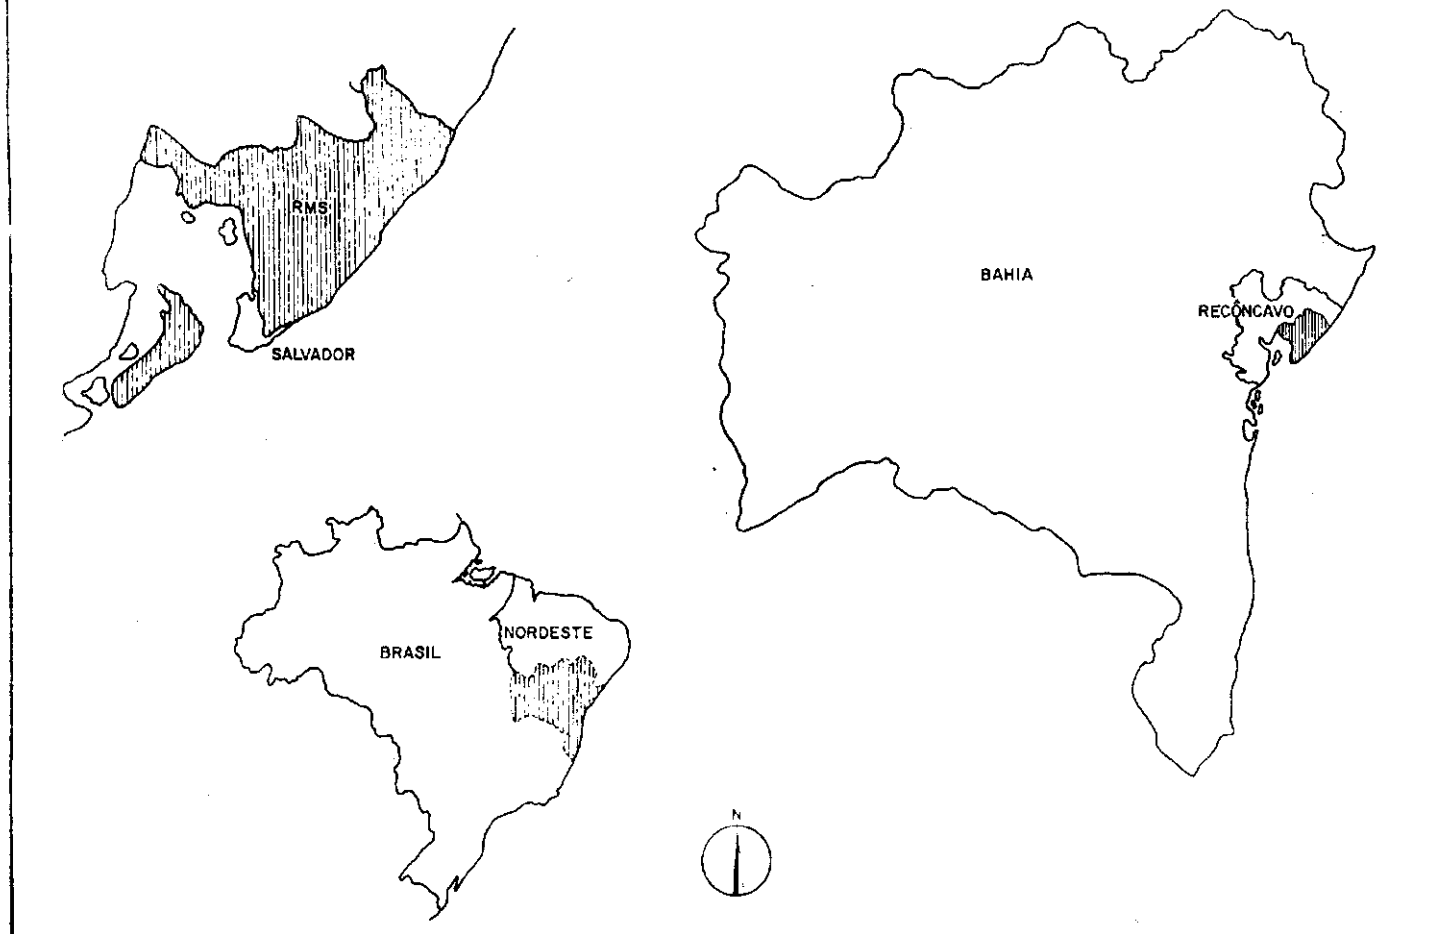 RMS
SALVADOR
BAHIA
RECÔNCAVO
BRASIL
NORDESTE
N